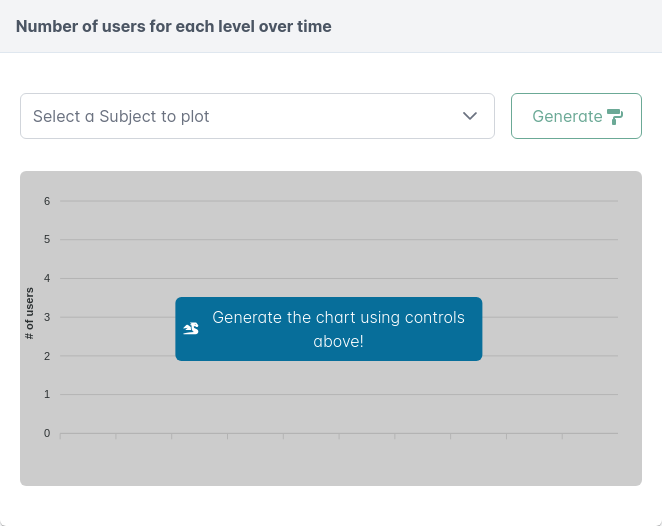 Number of users for each level over time
Select a Subject to plot
Generate
6
5
4
3
2
1
0
# of users
Generate the chart using controls
above!